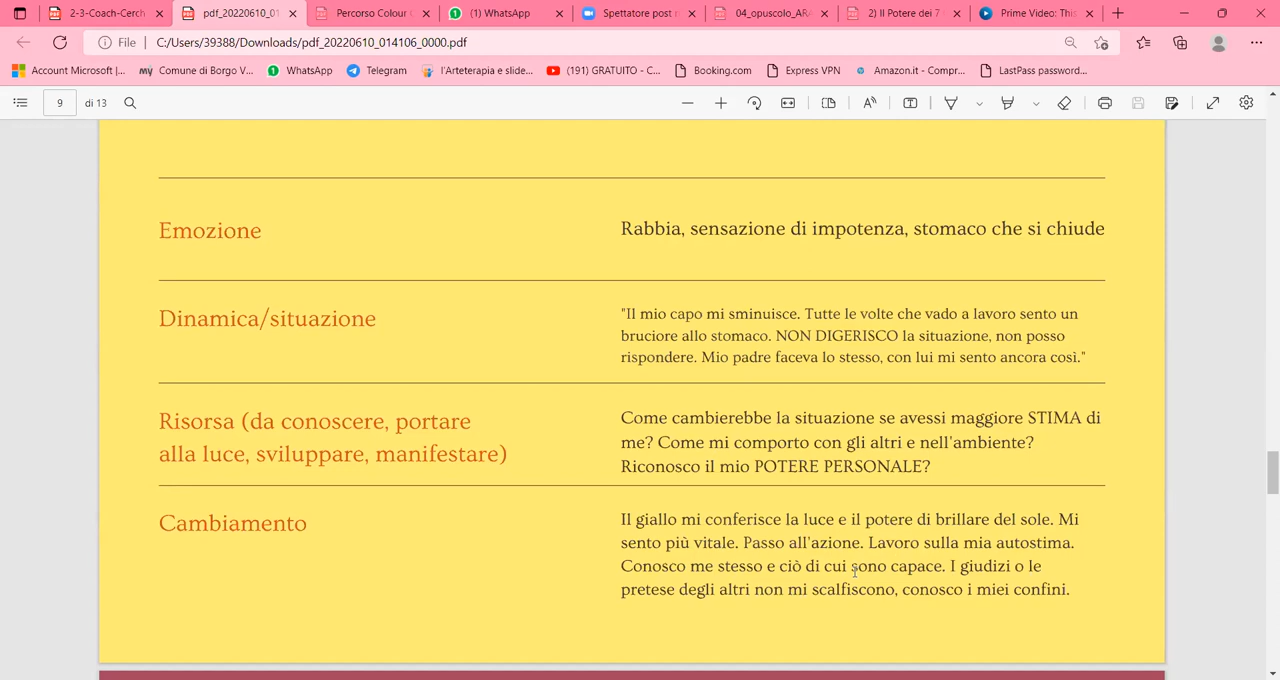 2-3-Coach-Cerch
pdf_20220610_01
Percorso Colour
(1) WhatsApp
Spettatore post
04_opuscolo_ARA
2) Il Potere dei 7
Prime Video: This
File
C:/Users/39388/Downloads/pdf_20220610_014106_0000.pdf
Account Microsoft |...
my Comune di Borgo V...
WhatsApp
Telegram
l'Arteterapia e slide...
(191) GRATUITO - C...
Booking.com
Express VPN
Amazon.it - Compr...
LastPass password...
9 di 13
Emozione
Rabbia, sensazione di impotenza, stomaco che si chiude
Dinamica/situazione
"Il mio capo mi sminuisce. Tutte le volte che vado a lavoro sento un
bruciore allo stomaco. NON DIGERISCO la situazione, non posso
rispondere. Mio padre faceva lo stesso, con lui mi sento ancora così."
Risorsa (da conoscere, portare
alla luce, sviluppare, manifestare)
Come cambierebbe la situazione se avessi maggiore STIMA di
me? Come mi comporto con gli altri e nell'ambiente?
Riconosco il mio POTERE PERSONALE?
Cambiamento
Il giallo mi conferisce la luce e il potere di brillare del sole. Mi
sento più vitale. Passo all'azione. Lavoro sulla mia autostima.
Conosco me stesso e ciò di cui sono capace. I giudizi o le
pretese degli altri non mi scalfiscono, conosco i miei confini.